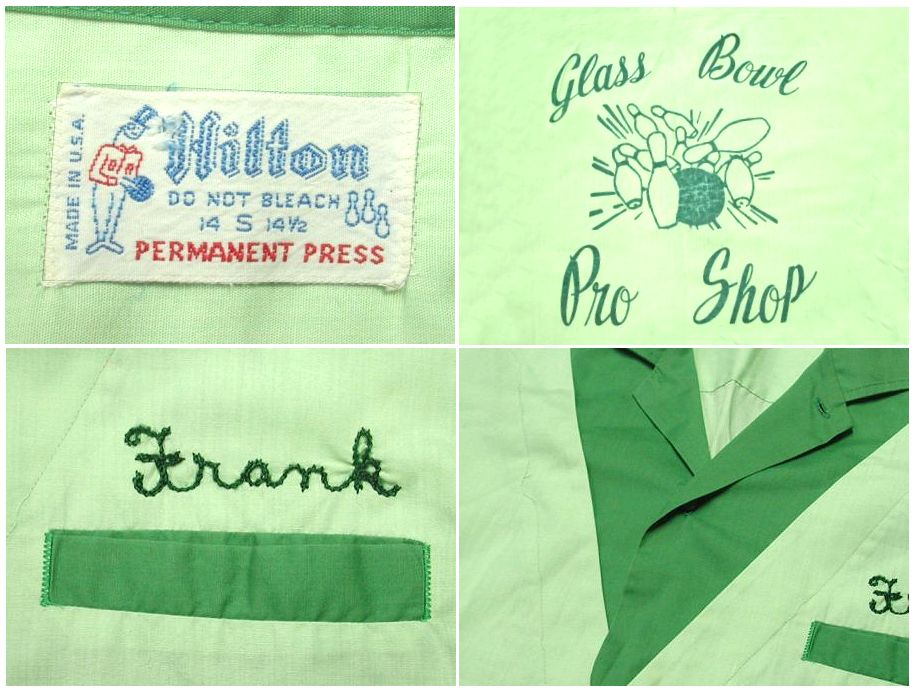 MADE IN U.S.A.
Hilton
DO NOT BLEACH
14 S 14½
PERMANENT PRESS
Glass Bowl
Pro Shop
Frank